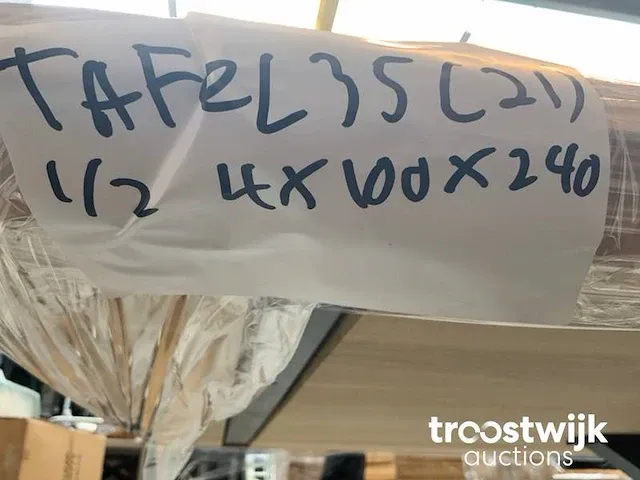 TAFEL 35 (21)
1/2 4x100x240
troostwijk
auctions